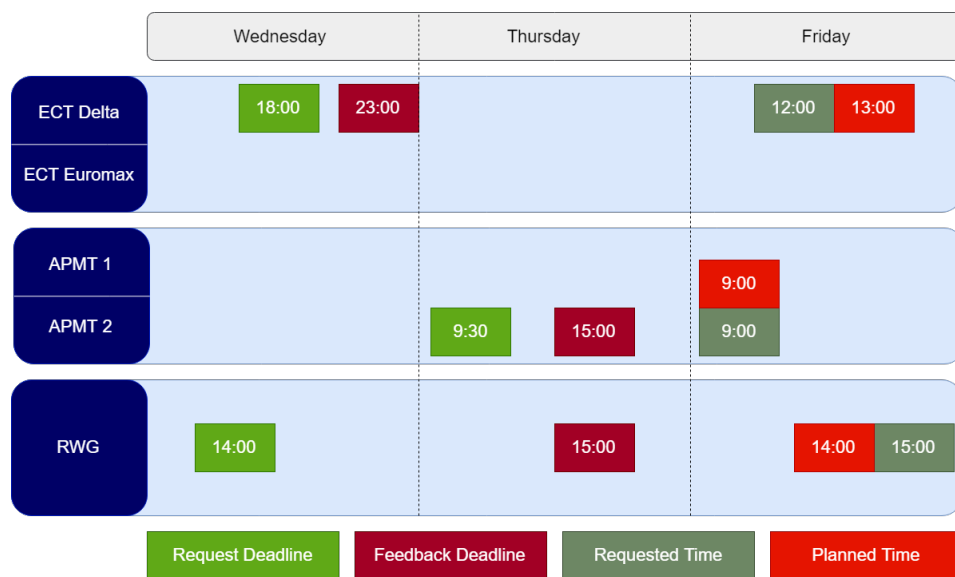 Wednesday Thursday Friday
ECT Delta 18:00 23:00 12:00 13:00
ECT Euromax
APMT 1 9:00
APMT 2 9:30 15:00 9:00
RWG 14:00 15:00 14:00 15:00
Request Deadline Feedback Deadline Requested Time Planned Time